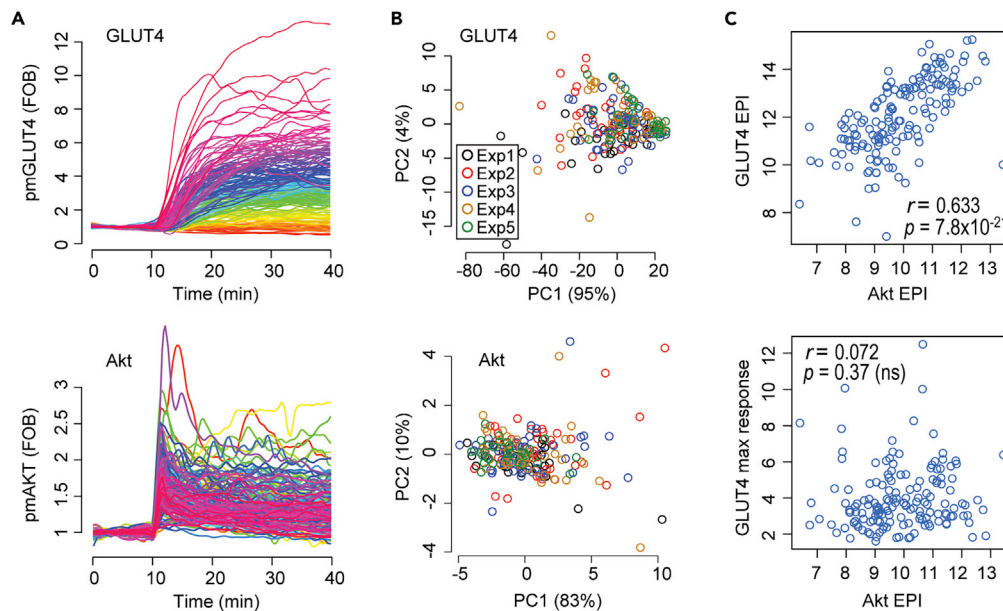 A
GLUT4
pmGLUT4 (FOB)
12
10
8
6
4
2
0
0 10 20 30 40
Time (min)
Akt
pmAKT (FOB)
3
2.5
2
1.5
1
0 10 20 30 40
Time (min)
B
GLUT4
PC2 (4%)
10
5
0
-5
-10
-15
Exp1
Exp2
Exp3
Exp4
Exp5
-80 -60 -40 -20 0 20
PC1 (95%)
Akt
PC2 (10%)
4
2
0
-2
-4
-5 0 5 10
PC1 (83%)
C
GLUT4 EPI
14
12
10
8
r = 0.633
p = 7.8x10-21
7 8 9 10 11 12 13
Akt EPI
r = 0.072
p = 0.37 (ns)
GLUT4 max response
12
10
8
6
4
2
7 8 9 10 11 12 13
Akt EPI